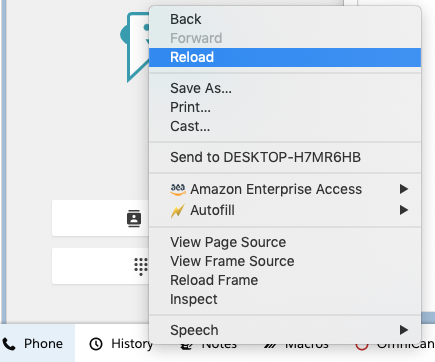 Back
Forward
Reload
Save As...
Print...
Cast...
Send to DESKTOP-H7MR6HB
aea Amazon Enterprise Access
Autofill
View Page Source
View Frame Source
Reload Frame
Inspect
Speech
Phone History Notes Macros OmniCan